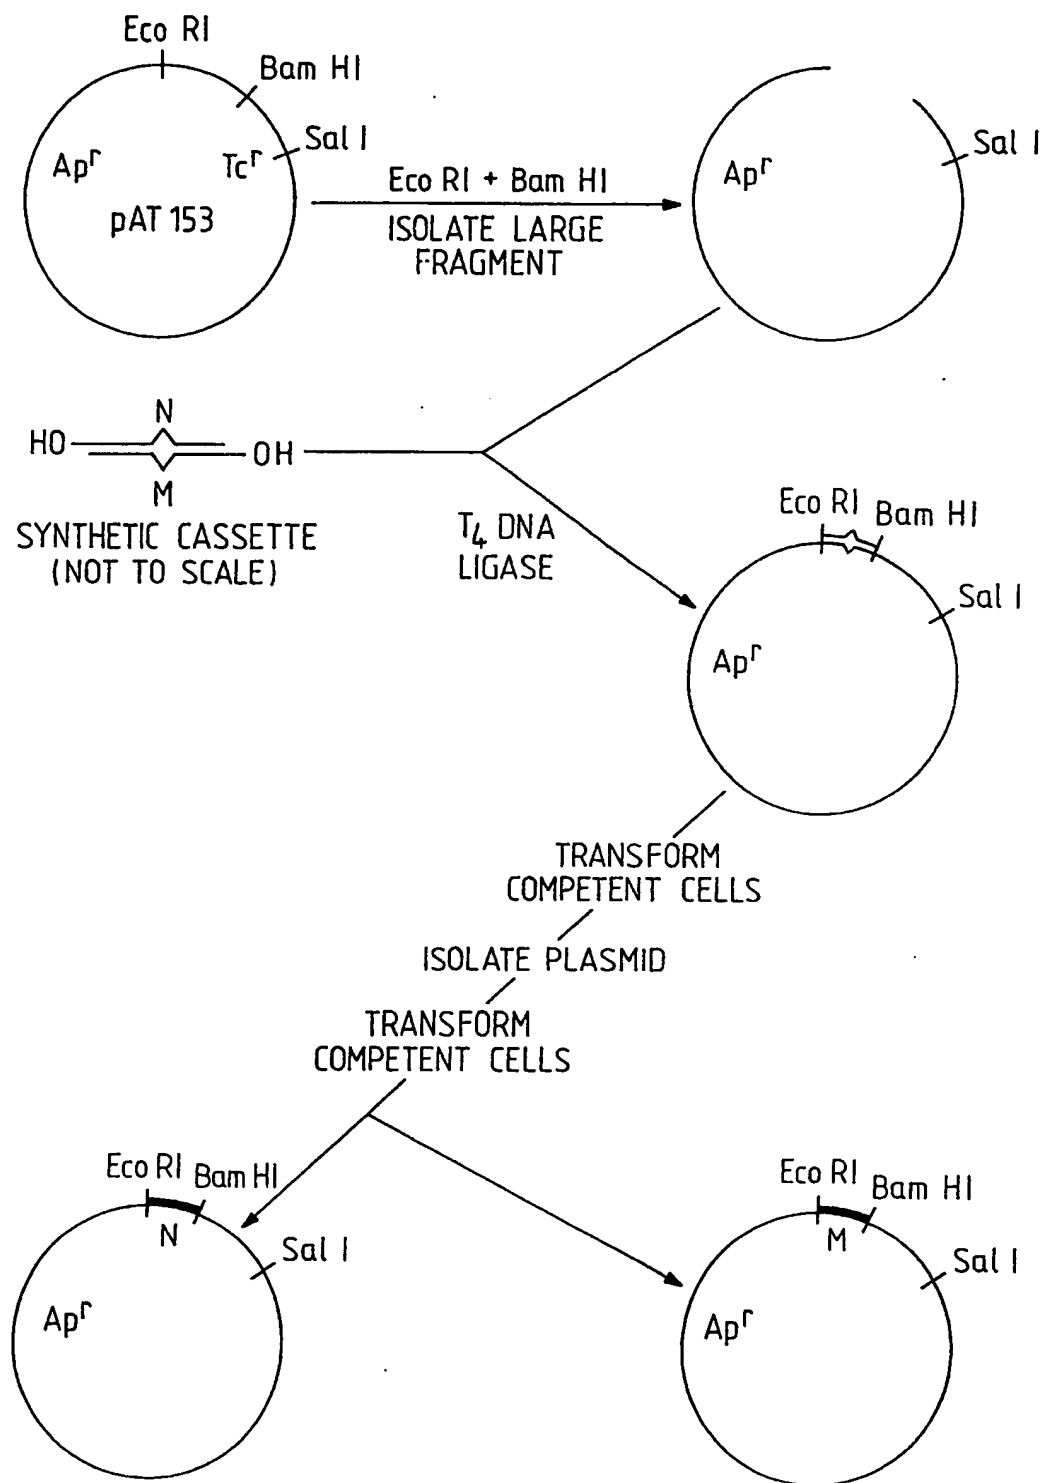 Eco RI
Bam HI
Sal I
Apʳ
Tcʳ
pAT 153
Eco RI + Bam HI
ISOLATE LARGE
FRAGMENT
Apʳ
Sal I
HO
N
M
OH
SYNTHETIC CASSETTE
(NOT TO SCALE)
T₄ DNA
LIGASE
Eco RI
Bam HI
Sal I
Apʳ
TRANSFORM
COMPETENT CELLS
ISOLATE PLASMID
TRANSFORM
COMPETENT CELLS
Eco RI
Bam HI
N
Sal I
Apʳ
Eco RI
Bam HI
M
Sal I
Apʳ